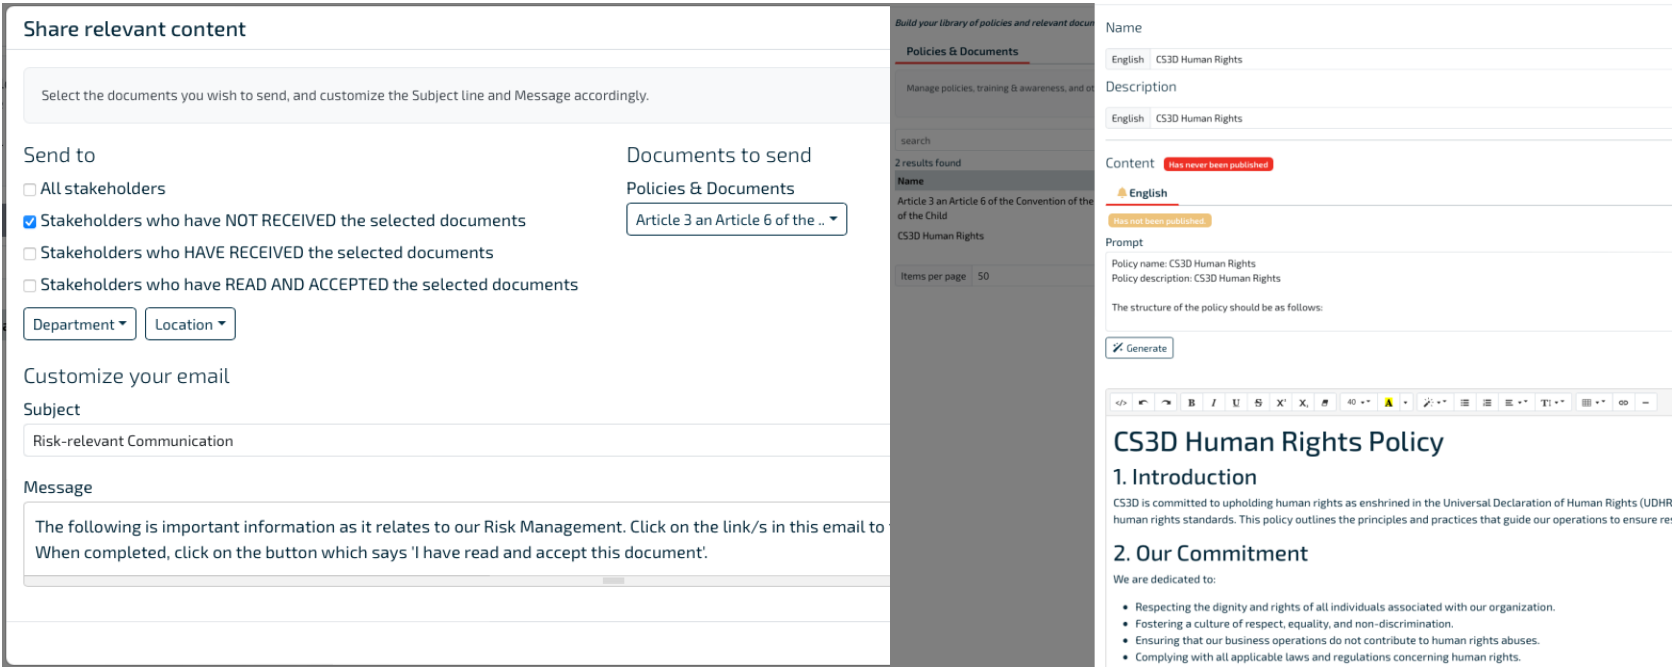 Share relevant content
Select the documents you wish to send, and customize the Subject line and Message accordingly.
Send to
All stakeholders
Stakeholders who have NOT RECEIVED the selected documents
Stakeholders who HAVE RECEIVED the selected documents
Stakeholders who have READ AND ACCEPTED the selected documents
Department
Location
Documents to send
Policies & Documents
Article 3 an Article 6 of the ..
Customize your email
Subject
Risk-relevant Communication
Message
The following is important information as it relates to our Risk Management. Click on the link/s in this email to
When completed, click on the button which says 'I have read and accept this document'.
Build your library of policies and relevant docum
Policies & Documents
Manage policies, training & awareness, and ot
search
2 results found
Name
Article 3 an Article 6 of the Convention of the
of the Child
CS3D Human Rights
Items per page 50
Name
English CS3D Human Rights
Description
English CS3D Human Rights
Content Has never been published
English
Has not been published.
Prompt
Policy name: CS3D Human Rights
Policy description: CS3D Human Rights
The structure of the policy should be as follows:
Generate
</> B I U S X' X, 40 A T
CS3D Human Rights Policy
1. Introduction
CS3D is committed to upholding human rights as enshrined in the Universal Declaration of Human Rights (UDHR
human rights standards. This policy outlines the principles and practices that guide our operations to ensure res
2. Our Commitment
We are dedicated to:
• Respecting the dignity and rights of all individuals associated with our organization.
• Fostering a culture of respect, equality, and non-discrimination.
• Ensuring that our business operations do not contribute to human rights abuses.
• Complying with all applicable laws and regulations concerning human rights.